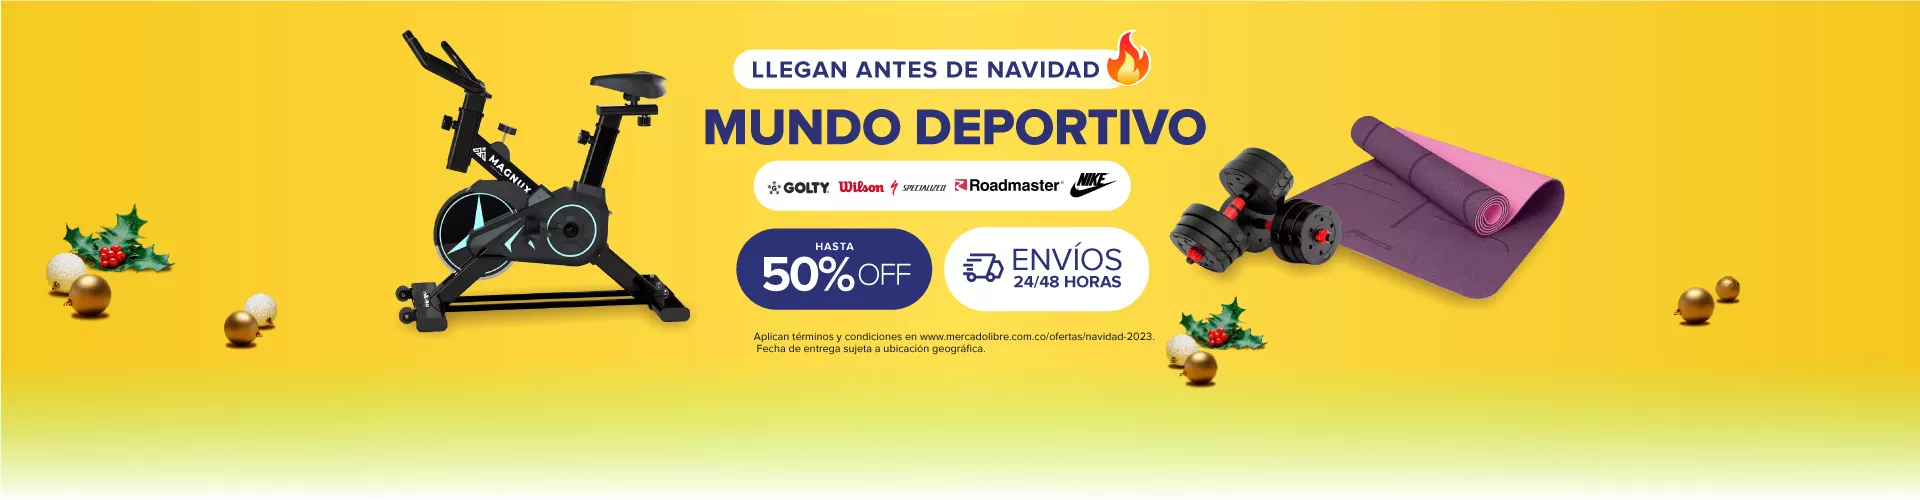 LLEGAN ANTES DE NAVIDAD
MUNDO DEPORTIVO
GOLTY Wilson SPECIALIZED Roadmaster NIKE
HASTA
50% OFF
ENVÍOS
24/48 HORAS
Aplican términos y condiciones en www.mercadolibre.com.co/ofertas/navidad-2023.
Fecha de entrega sujeta a ubicación geográfica.
MAGNUX